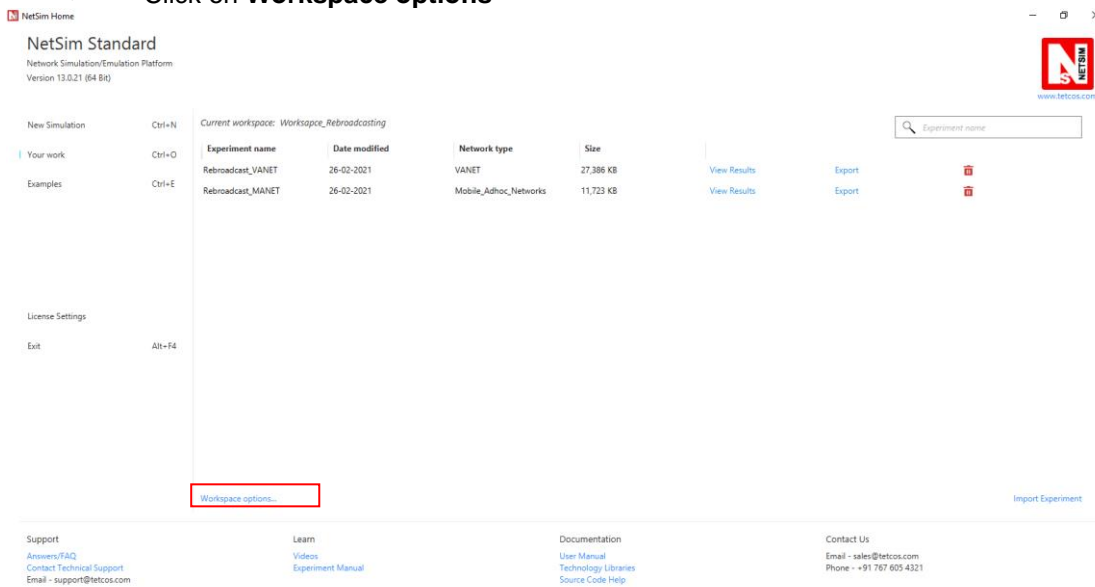 Click on Workspace options
NetSim Home
NetSim Standard
Network Simulation/Emulation Platform
Version 13.0.21 (64 Bit)
NETSIM
www.tetcos.com
New Simulation Ctrl+N
Your work Ctrl+O
Examples Ctrl+E
License Settings
Exit Alt+F4
Current workspace: Worksapce_Rebroadcasting
Experiment name
Experiment name Date modified Network type Size
Rebroadcast_VANET 26-02-2021 VANET 27,386 KB View Results Export
Rebroadcast_MANET 26-02-2021 Mobile_Adhoc_Networks 11,723 KB View Results Export
Workspace options...
Import Experiment
Support
Answers/FAQ
Contact Technical Support
Email - support@tetcos.com
Learn
Videos
Experiment Manual
Documentation
User Manual
Technology Libraries
Source Code Help
Contact Us
Email - sales@tetcos.com
Phone - +91 767 605 4321